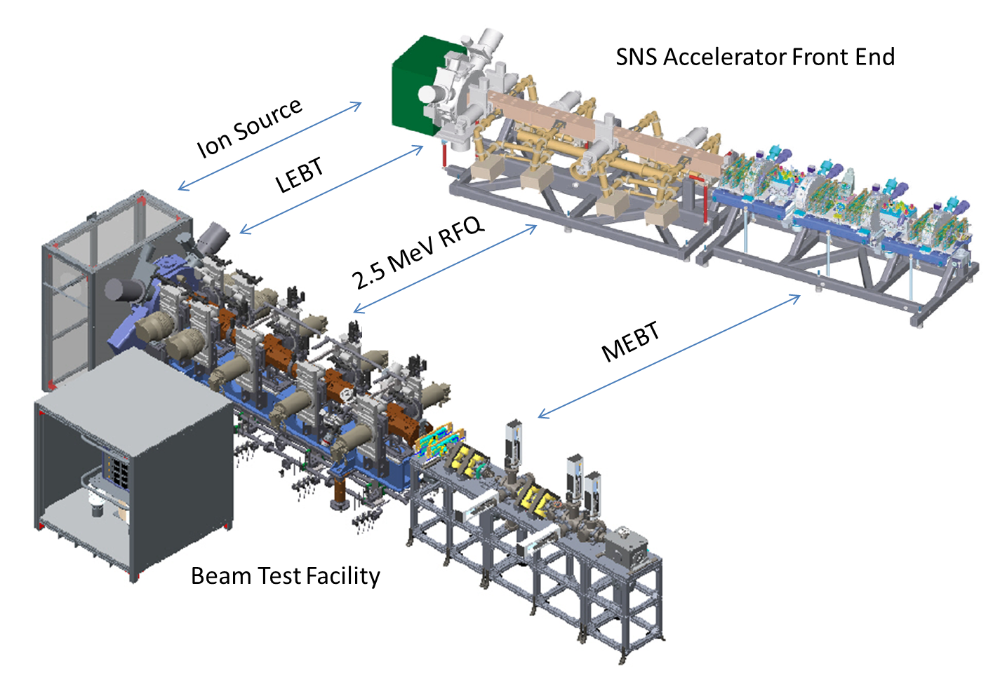 SNS Accelerator Front End
Ion Source
LEBT
2.5 MeV RFQ
MEBT
Beam Test Facility